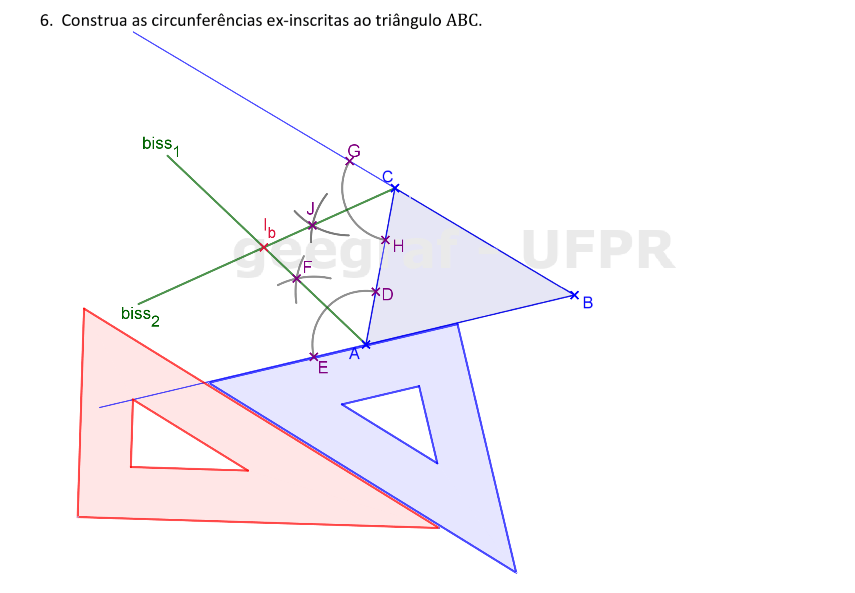 6. Construa as circunferências ex-inscritas ao triângulo ABC.
G
biss1
C
J
Ib
H
geegraf - UFPR
F
D
B
biss2
A
E